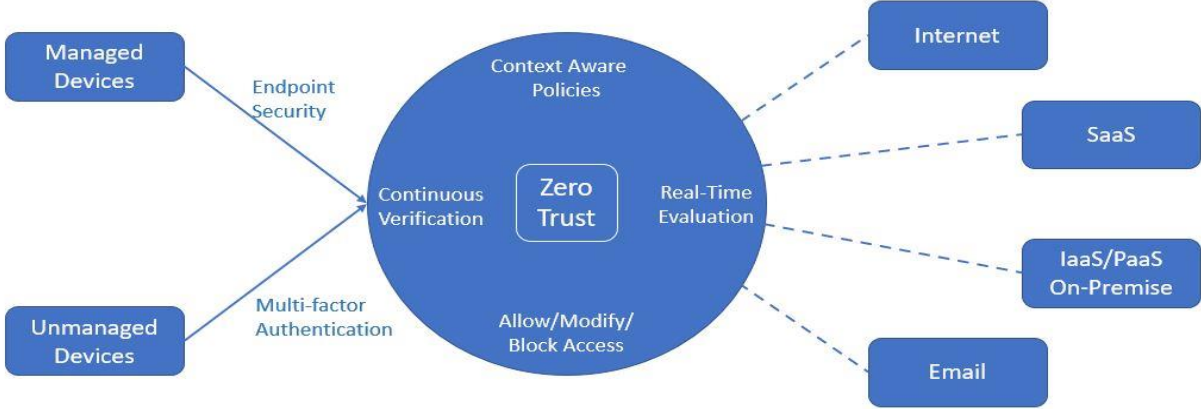 Managed
Devices
Endpoint
Security
Unmanaged
Devices
Multi-factor
Authentication
Context Aware
Policies
Continuous
Verification
Zero
Trust
Real-Time
Evaluation
Allow/Modify/
Block Access
Internet
SaaS
IaaS/PaaS
On-Premise
Email